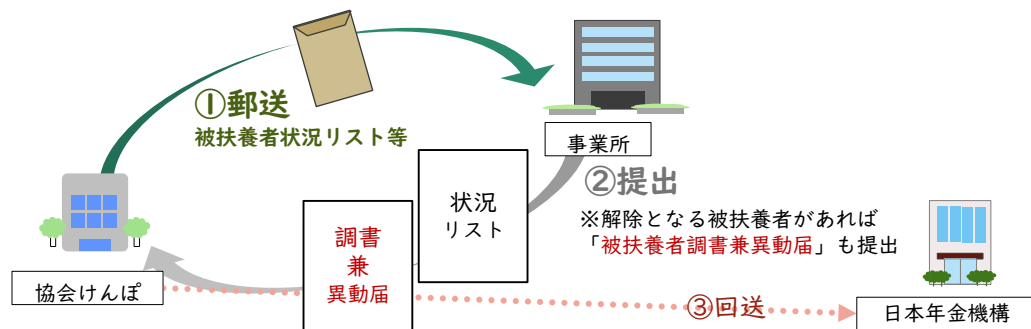 ①郵送
被扶養者状況リスト等
事業所
②提出
※解除となる被扶養者があれば
「被扶養者調書兼異動届」も提出
状況
リスト
調書
兼
異動届
協会けんぽ
③回送
日本年金機構